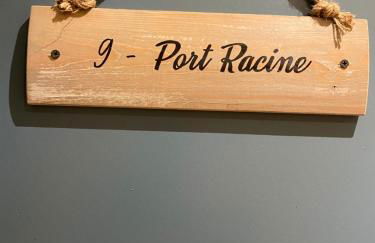 9 - Port Racine